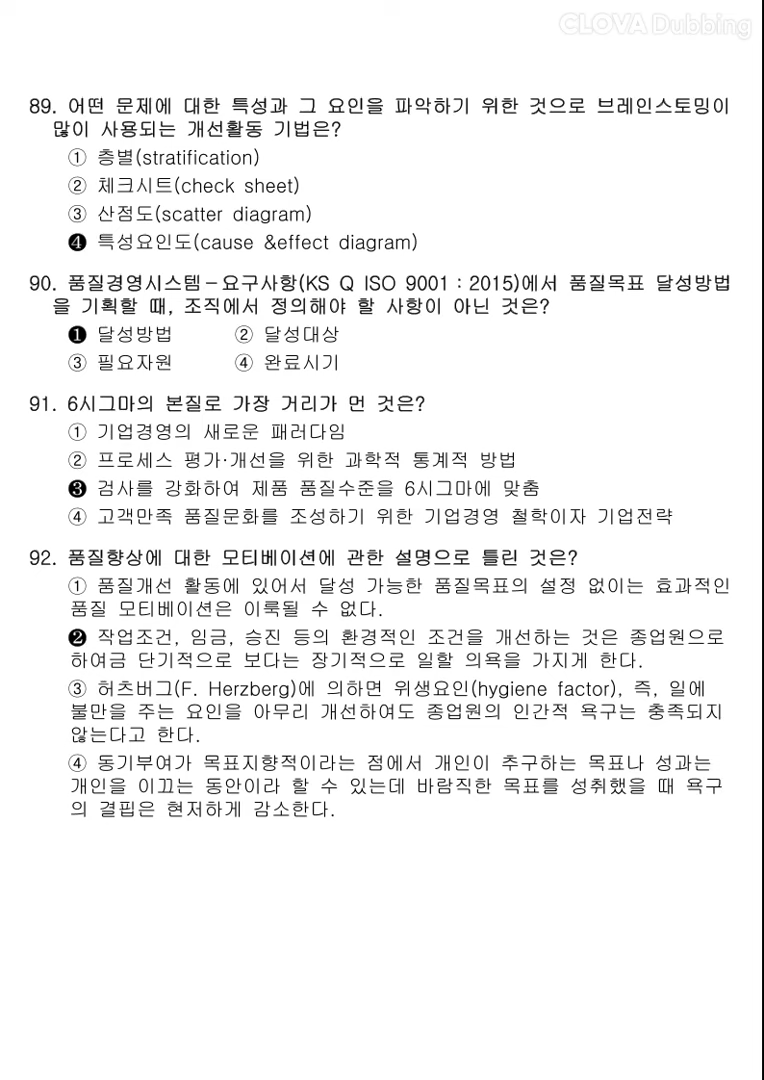 CLOVA Dubbing
89. 어떤 문제에 대한 특성과 그 요인을 파악하기 위한 것으로 브레인스토밍이
많이 사용되는 개선활동 기법은?
① 층별(stratification)
② 체크시트(check sheet)
③ 산점도(scatter diagram)
❹ 특성요인도(cause &effect diagram)
90. 품질경영시스템－요구사항(KS Q ISO 9001：2015)에서 품질목표 달성방법
을 기획할 때, 조직에서 정의해야 할 사항이 아닌 것은?
❶ 달성방법 ② 달성대상
③ 필요자원 ④ 완료시기
91. 6시그마의 본질로 가장 거리가 먼 것은?
① 기업경영의 새로운 패러다임
② 프로세스 평가·개선을 위한 과학적 통계적 방법
❸ 검사를 강화하여 제품 품질수준을 6시그마에 맞춤
④ 고객만족 품질문화를 조성하기 위한 기업경영 철학이자 기업전략
92. 품질향상에 대한 모티베이션에 관한 설명으로 틀린 것은?
① 품질개선 활동에 있어서 달성 가능한 품질목표의 설정 없이는 효과적인
품질 모티베이션은 이룩될 수 없다.
❷ 작업조건, 임금, 승진 등의 환경적인 조건을 개선하는 것은 종업원으로
하여금 단기적으로 보다는 장기적으로 일할 의욕을 가지게 한다.
③ 허츠버그(F. Herzberg)에 의하면 위생요인(hygiene factor), 즉, 일에
불만을 주는 요인을 아무리 개선하여도 종업원의 인간적 욕구는 충족되지
않는다고 한다.
④ 동기부여가 목표지향적이라는 점에서 개인이 추구하는 목표나 성과는
개인을 이끄는 동안이라 할 수 있는데 바람직한 목표를 성취했을 때 욕구
의 결핍은 현저하게 감소한다.